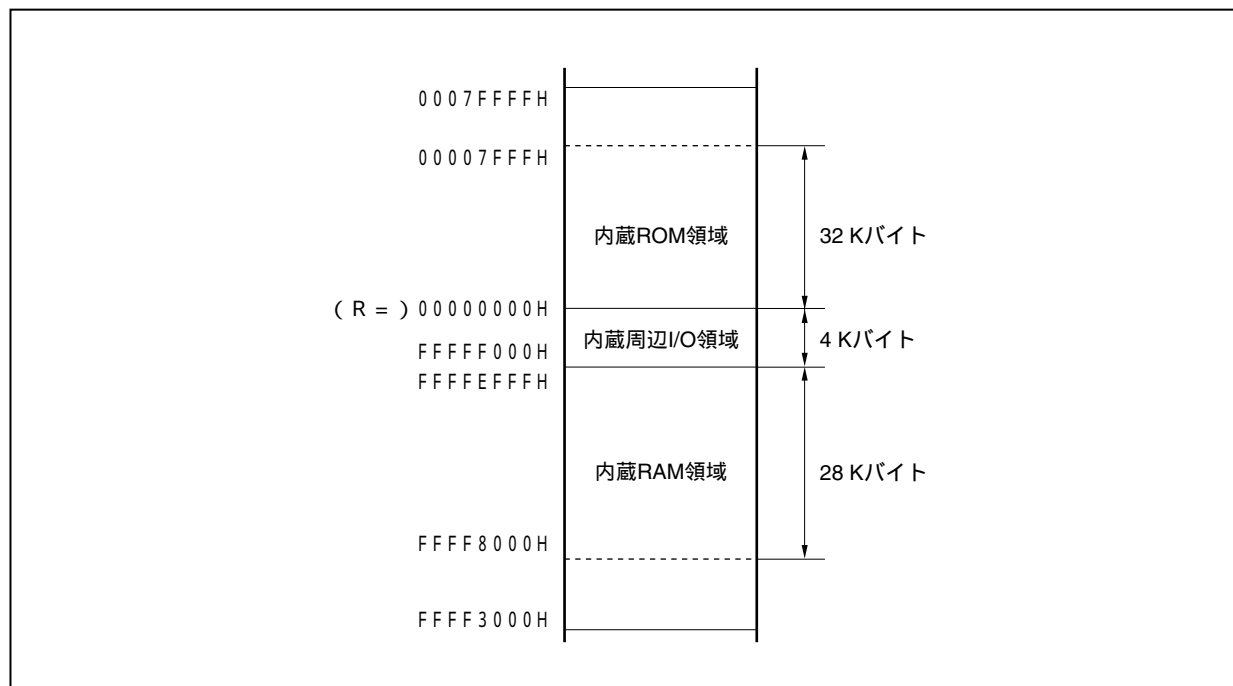 0007FFFFH
00007FFFH
内蔵ROM領域
32 Kバイト
(R=)00000000H
内蔵周辺I/O領域
4 Kバイト
FFFFF000H
FFFFEFFFH
内蔵RAM領域
28 Kバイト
FFFF8000H
FFFF3000H